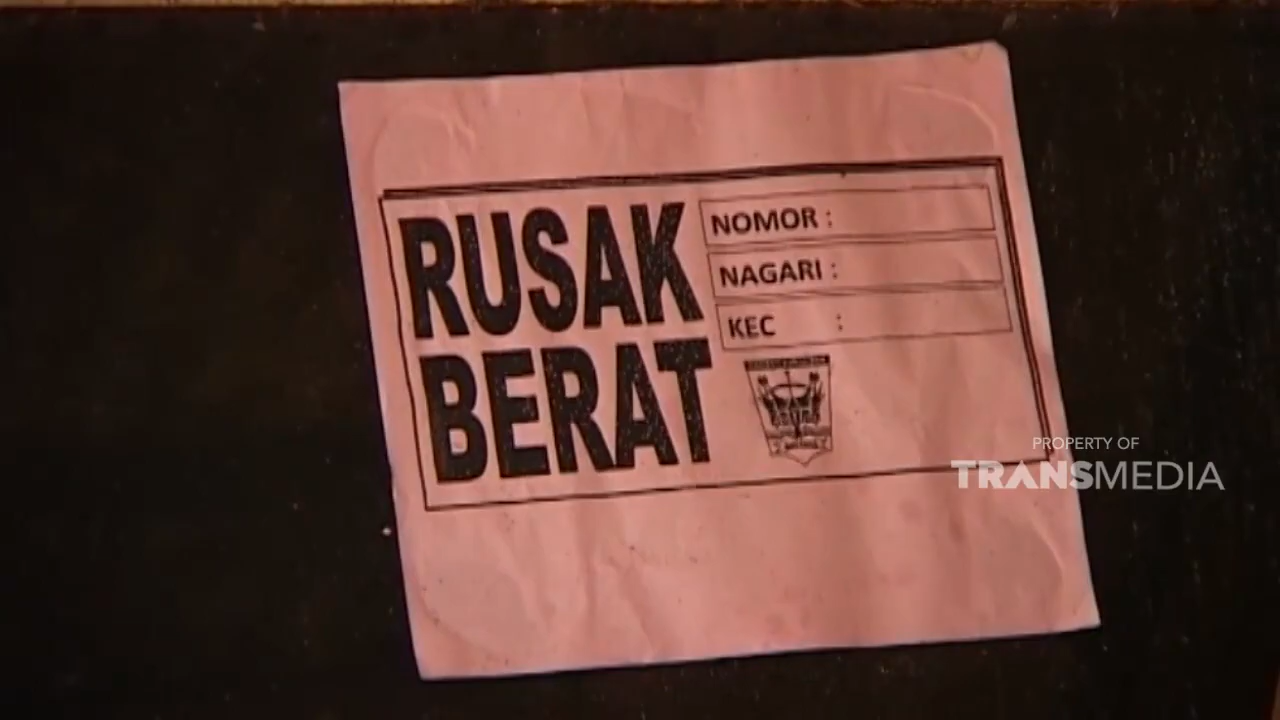 RUSAK
BERAT
NOMOR :
NAGARI :
KEC :
PROPERTY OF
TRANSMEDIA